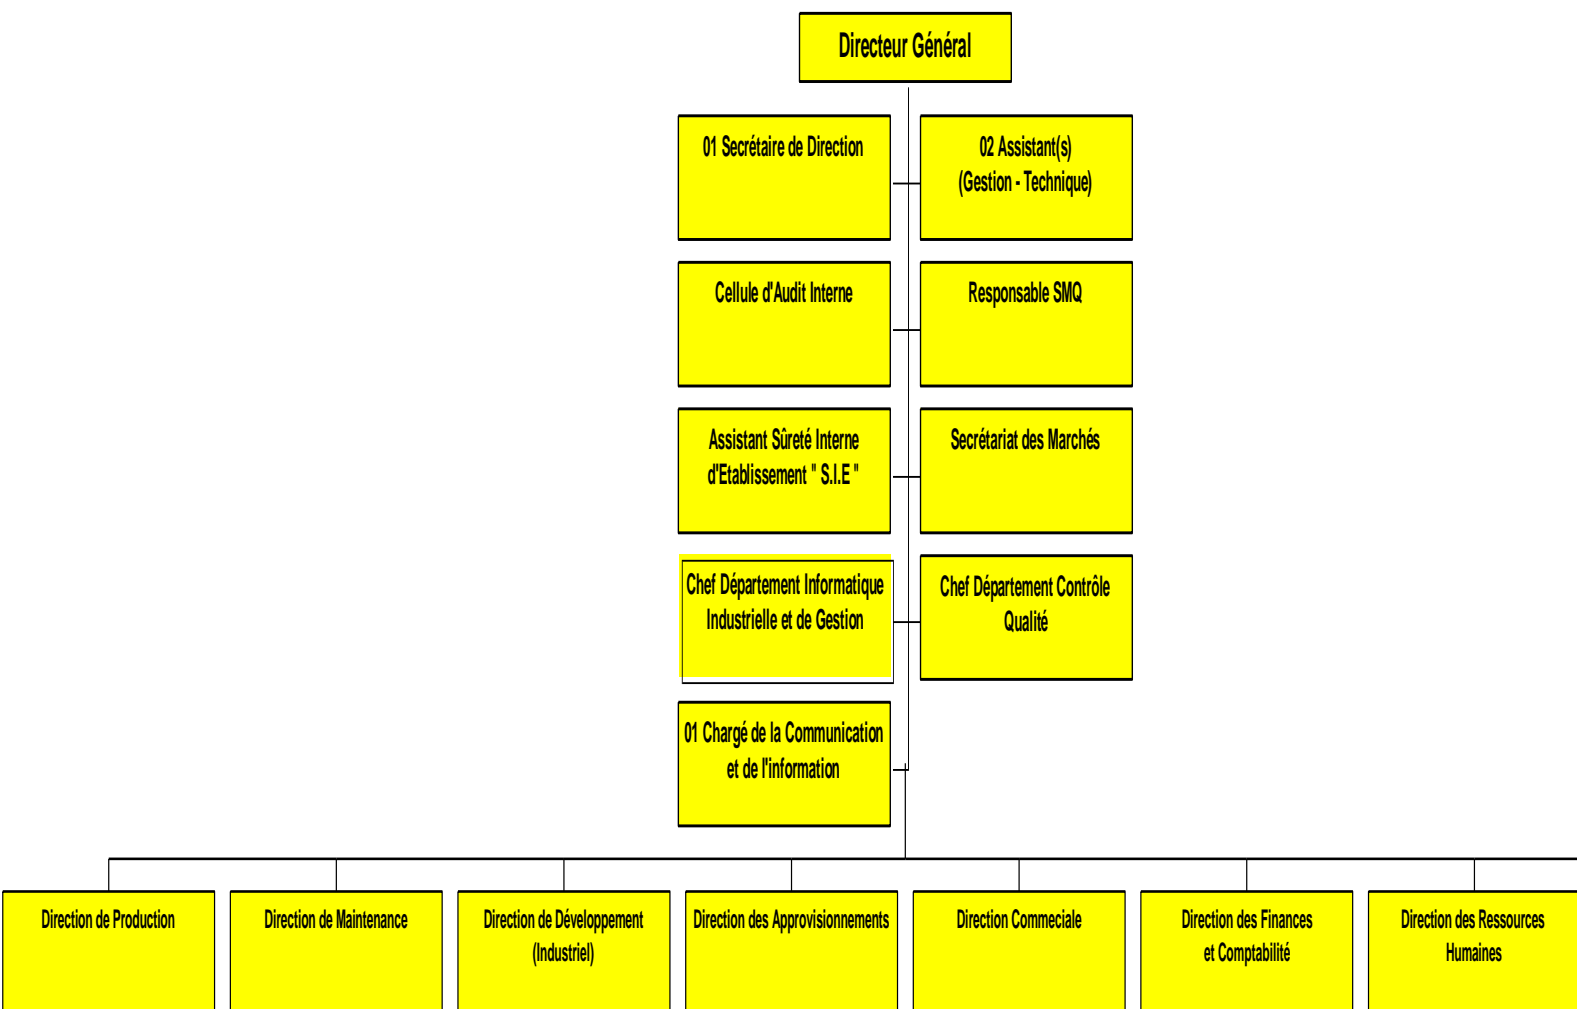 Directeur Général
01 Secrétaire de Direction
02 Assistant(s)
(Gestion - Technique)
Cellule d'Audit Interne
Responsable SMQ
Assistant Sûreté Interne
d'Etablissement " S.I.E "
Secrétariat des Marchés
Chef Département Informatique
Industrielle et de Gestion
Chef Département Contrôle
Qualité
01 Chargé de la Communication
et de l'information
Direction de Production
Direction de Maintenance
Direction de Développement
(Industriel)
Direction des Approvisionnements
Direction Commeciale
Direction des Finances
et Comptabilité
Direction des Ressources
Humaines